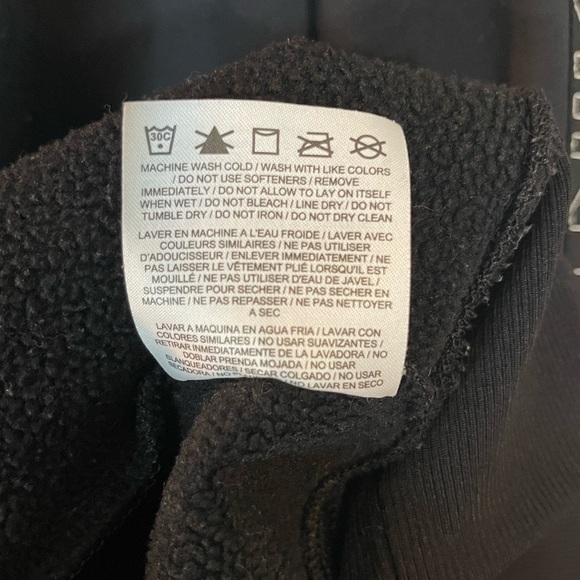 30C
MACHINE WASH COLD / WASH WITH LIKE COLORS
/ DO NOT USE SOFTENERS / REMOVE
IMMEDIATELY / DO NOT ALLOW TO LAY ON ITSELF
WHEN WET / DO NOT BLEACH / LINE DRY / DO NOT
TUMBLE DRY / DO NOT IRON / DO NOT DRY CLEAN
LAVER EN MACHINE A L'EAU FROIDE / LAVER AVEC
COULEURS SIMILAIRES / NE PAS UTILISER
D'ADOUCISSEUR / ENLEVER IMMEDIATEMENT / NE
PAS LAISSER LE VÊTEMENT PLIÉ LORSQU'IL EST
MOUILLÉ / NE PAS UTILISER D'EAU DE JAVEL /
SUSPENDRE POUR SECHER / NE PAS SECHER EN
MACHINE / NE PAS REPASSER / NE PAS NETTOYER
A SEC
LAVAR A MAQUINA EN AGUA FRIA / LAVAR CON
COLORES SIMILARES / NO USAR SUAVIZANTES /
RETIRAR INMEDIATAMENTE DE LA LAVADORA / NO
DOBLAR PRENDA MOJADA / NO USAR
BLANQUEADORES / SECAR COLGADO / NO USAR
SECADORA / NO LAVAR EN SECO